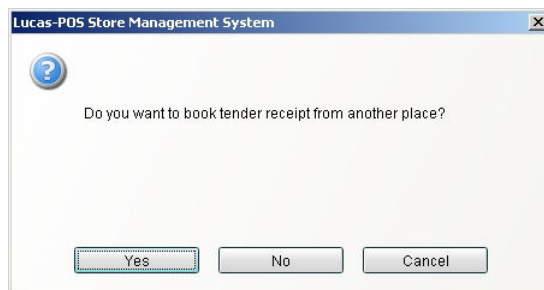 Lucas-POS Store Management System
Do you want to book tender receipt from another place?
Yes
No
Cancel